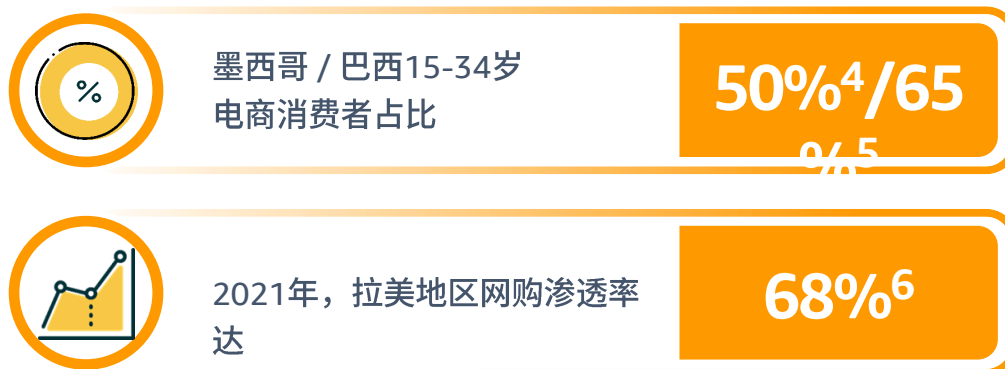 %
墨西哥 / 巴西15-34岁
电商消费者占比
50%⁴/65
%⁵
2021年，拉美地区网购渗透率
达
68%⁶